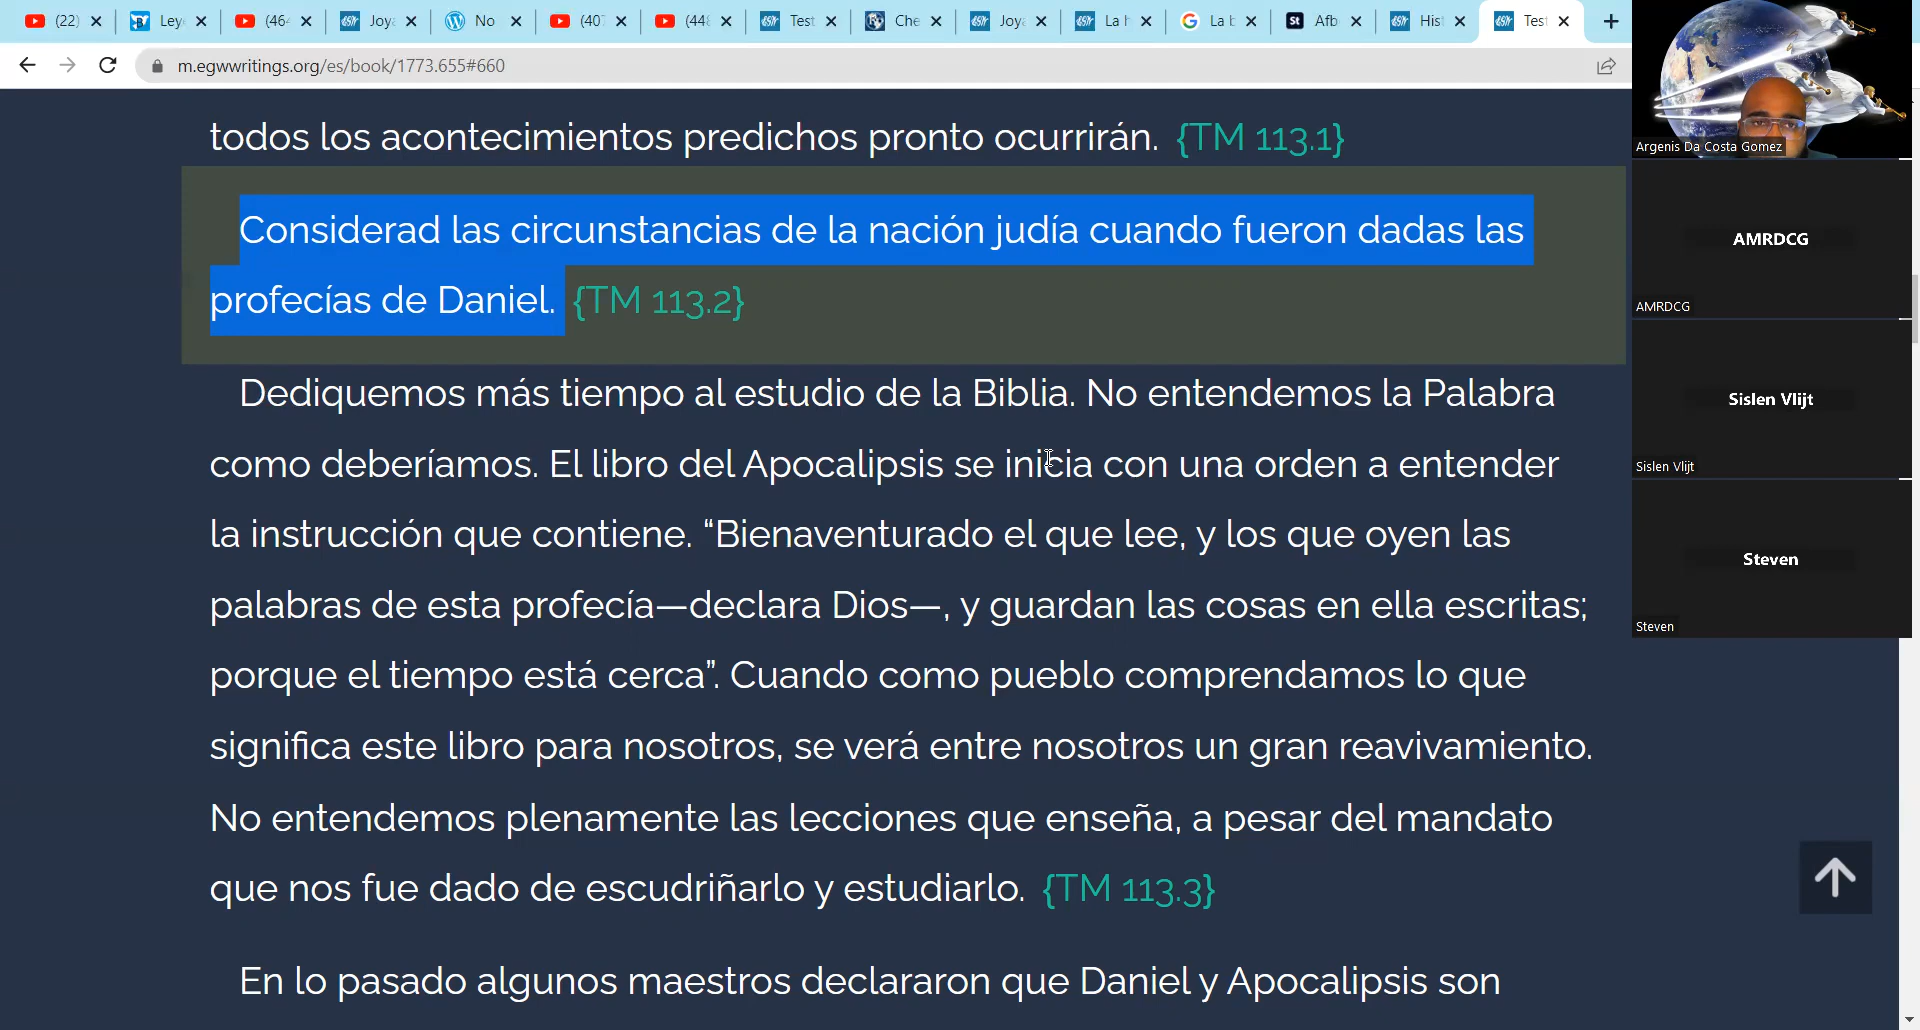 (22)
Ley
(464
Joya
No
(407
(448
Test
Che
Joya
La h
La b
Afb
Hist
Test
m.egwwritings.org/es/book/1773.655#660
todos los acontecimientos predichos pronto ocurrirán. {TM 113.1}
Considerad las circunstancias de la nación judía cuando fueron dadas las
profecías de Daniel. {TM 113.2}
Dediquemos más tiempo al estudio de la Biblia. No entendemos la Palabra
como deberíamos. El libro del Apocalipsis se inicia con una orden a entender
la instrucción que contiene. “Bienaventurado el que lee, y los que oyen las
palabras de esta profecía—declara Dios—, y guardan las cosas en ella escritas;
porque el tiempo está cerca”. Cuando como pueblo comprendamos lo que
significa este libro para nosotros, se verá entre nosotros un gran reavivamiento.
No entendemos plenamente las lecciones que enseña, a pesar del mandato
que nos fue dado de escudriñarlo y estudiarlo. {TM 113.3}
En lo pasado algunos maestros declararon que Daniel y Apocalipsis son
Argenis Da Costa Gomez
AMRDCG
AMRDCG
Sislen Vlijt
Sislen Vlijt
Steven
Steven